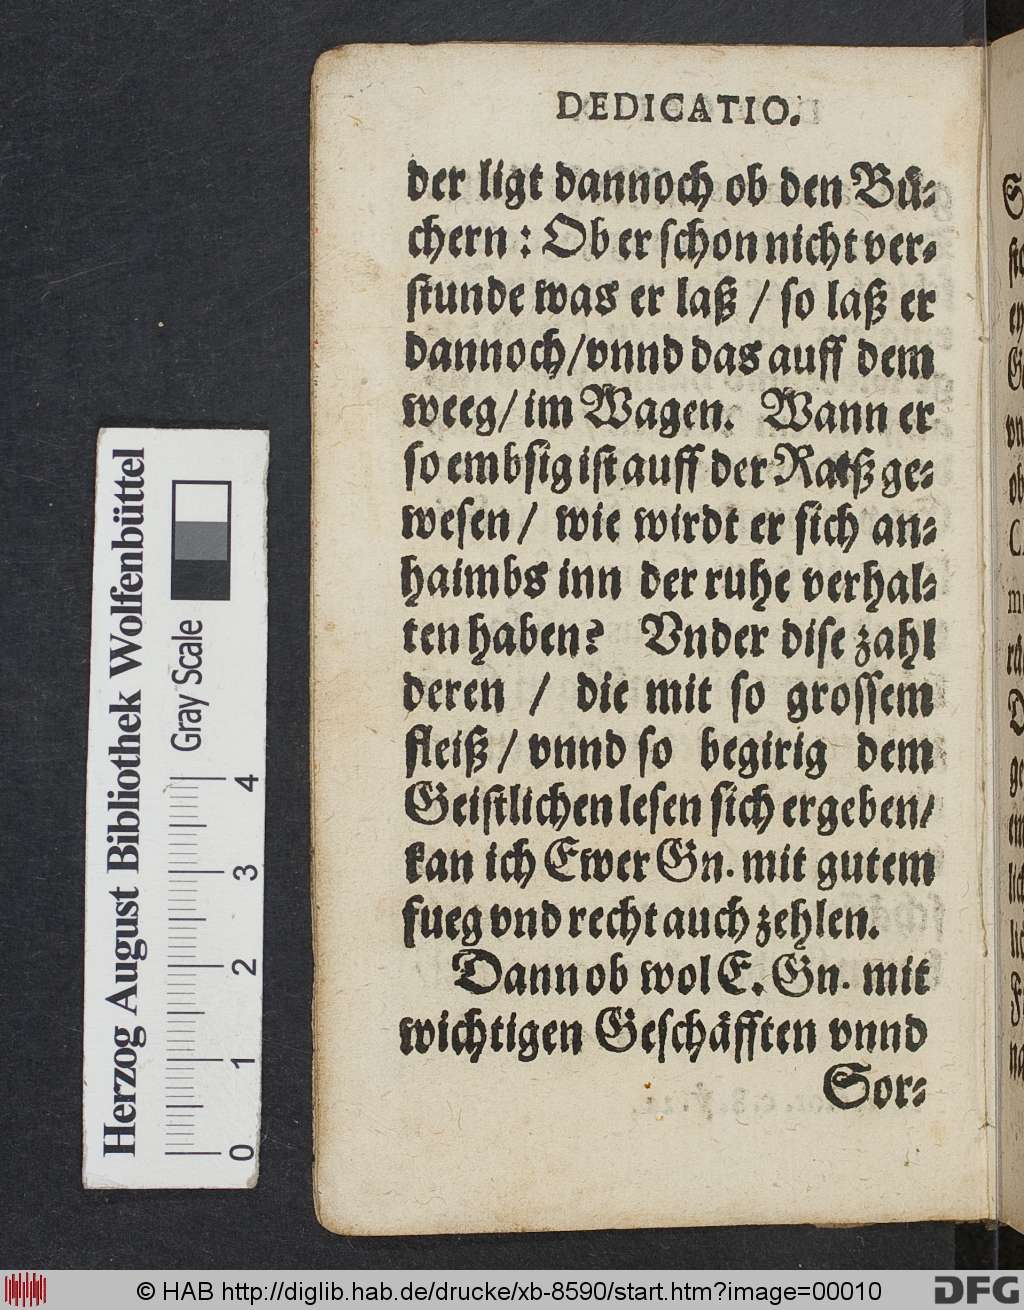 DEDICATIO.
der ligt dannoch ob den Bü-
chern: Ob er schon nicht ver-
stunde was er laß / so laß er
dannoch/vnnd das auff dem
weeg/ im Wagen. Wann er
so embsig ist auff der Raiß ge-
wesen/ wie wirdt er sich an-
haimbs inn der ruhe verhal-
ten haben? Vnder dise zahl
deren / die mit so grossem
fleiß/ vnnd so begirig dem
Geistlichen lesen sich ergeben/
kan ich Ewer Gn. mit gutem
fueg vnd recht auch zehlen.
Dann ob wol E. Gn. mit
wichtigen Geschäfften vnnd
Sor-
Herzog August Bibliothek Wolfenbüttel
Gray Scale
0 1 2 3 4
© HAB http://diglib.hab.de/drucke/xb-8590/start.htm?image=00010
DFG